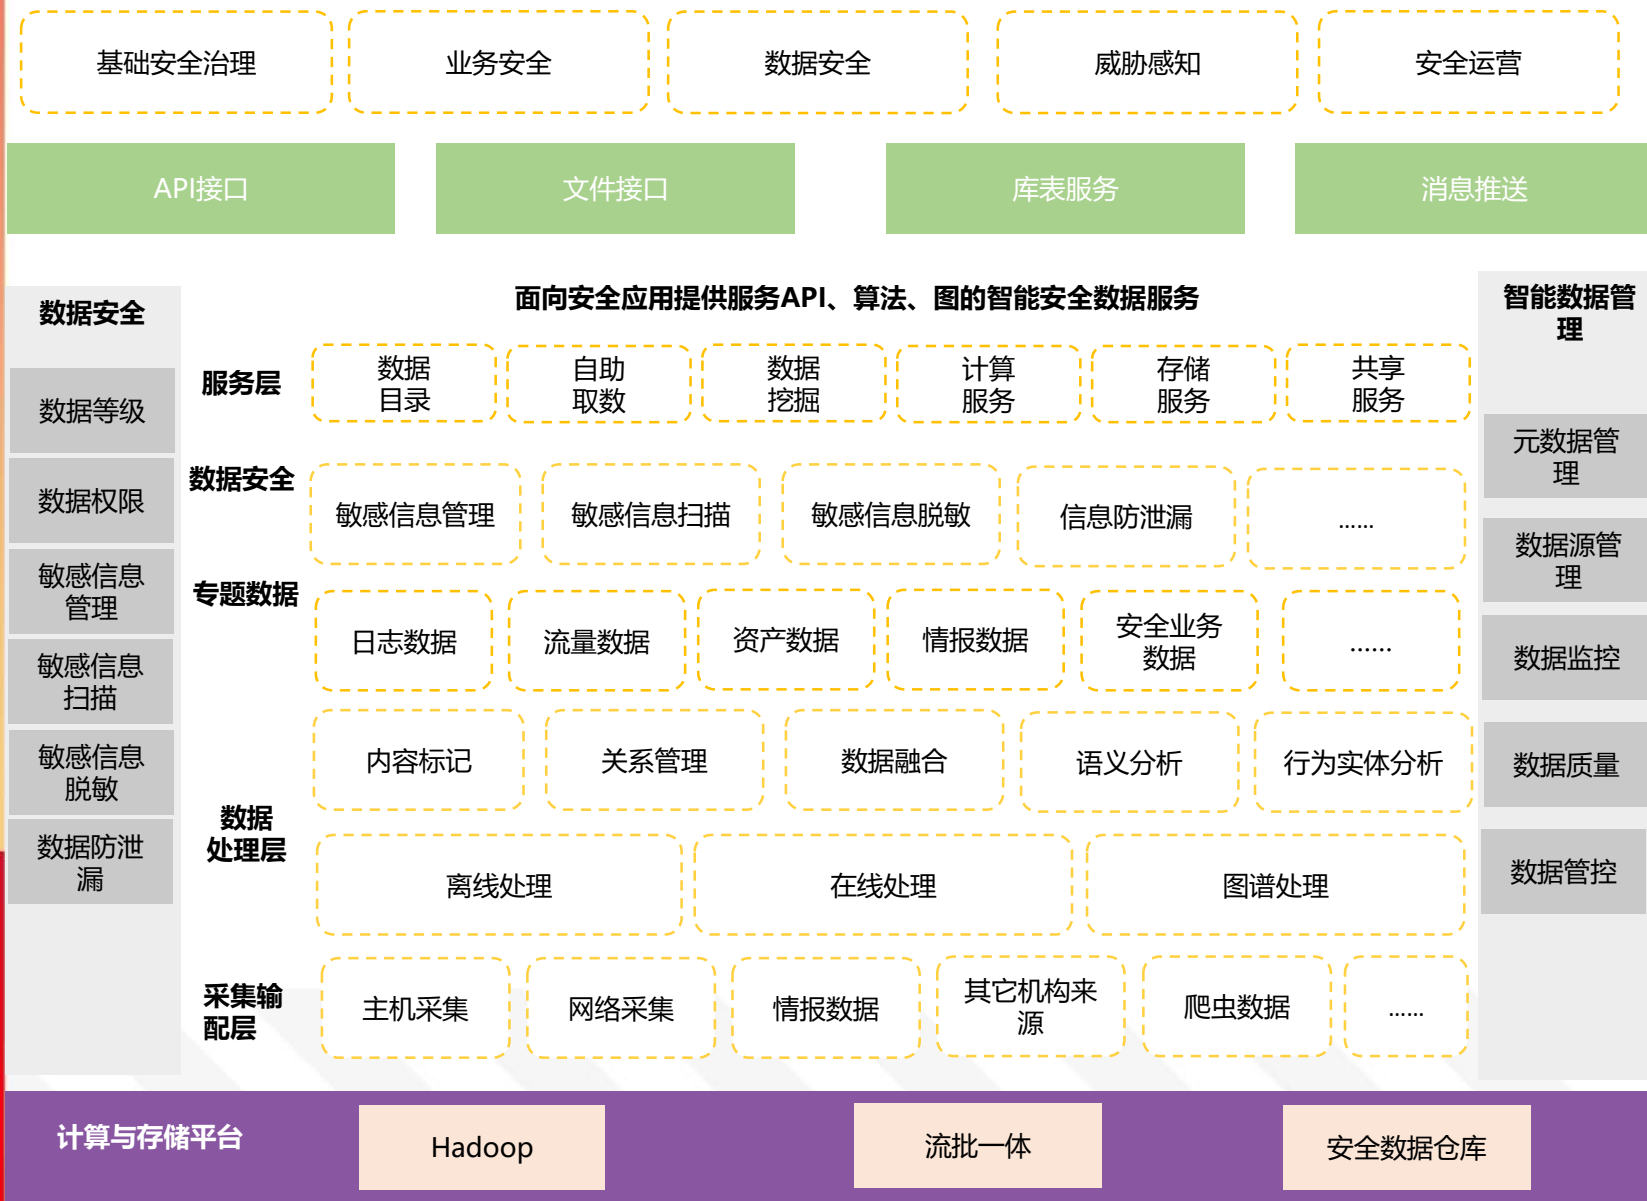 基础安全治理
业务安全
数据安全
威胁感知
安全运营
API接口
文件接口
库表服务
消息推送
数据安全
数据等级
数据权限
敏感信息
管理
敏感信息
扫描
敏感信息
脱敏
数据防泄
漏
面向安全应用提供服务API、算法、图的智能安全数据服务
服务层
数据
目录
自助
取数
数据
挖掘
计算
服务
存储
服务
共享
服务
数据安全
敏感信息管理
敏感信息扫描
敏感信息脱敏
信息防泄漏
......
专题数据
日志数据
流量数据
资产数据
情报数据
安全业务
数据
......
数据
处理层
内容标记
关系管理
数据融合
语义分析
行为实体分析
离线处理
在线处理
图谱处理
采集输
配层
主机采集
网络采集
情报数据
其它机构来
源
爬虫数据
......
智能数据管
理
元数据管
理
数据源管
理
数据监控
数据质量
数据管控
计算与存储平台
Hadoop
流批一体
安全数据仓库